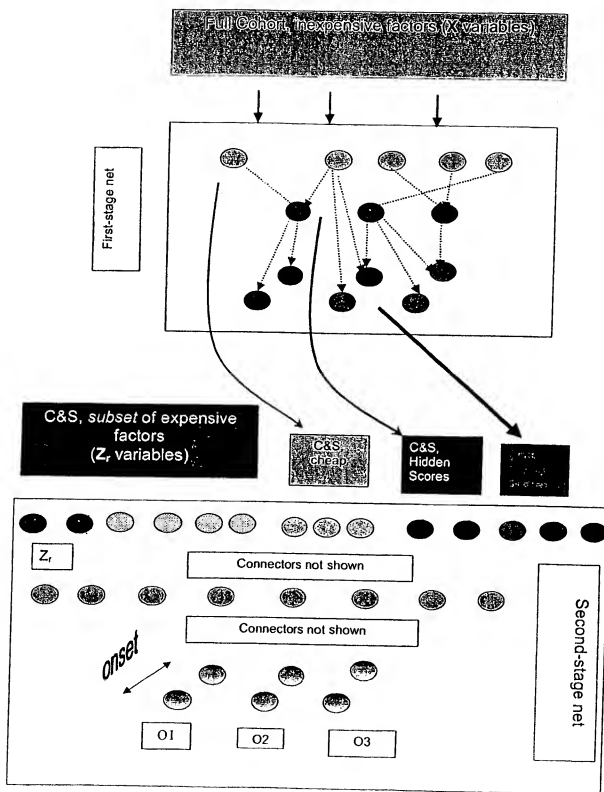 Full Cohort, inexpensive factors (X variables)
First-stage net
C&S, subset of expensive
factors
(Zr variables)
C&S,
cheap
C&S,
Hidden
Scores
Zr
Connectors not shown
Connectors not shown
onset
Second-stage net
O1
O2
O3